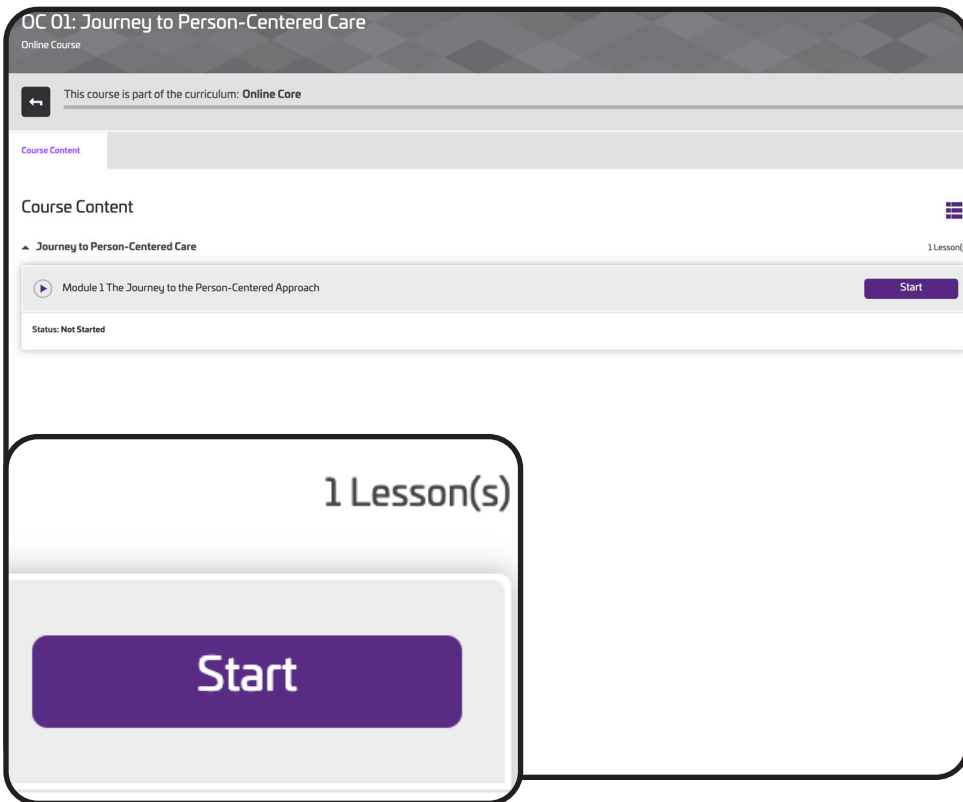 OC 01: Journey to Person-Centered Care
Online Course
This course is part of the curriculum: Online Core
Course Content
Course Content
Journey to Person-Centered Care
1 Lesson(
Module 1 The Journey to the Person-Centered Approach
Start
Status: Not Started
1 Lesson(s)
Start